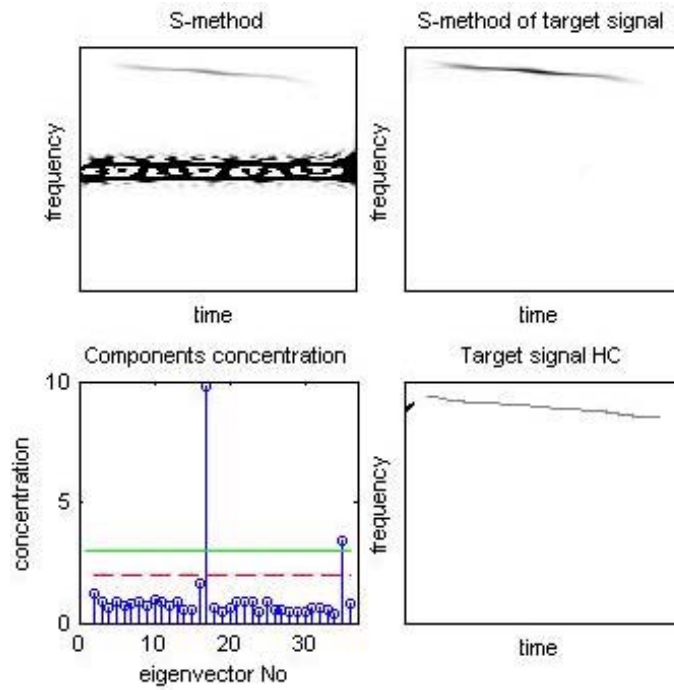 S-method
S-method of target signal
frequency
time
frequency
time
Components concentration
Target signal HC
concentration
10
5
0
0
10
20
30
eigenvector No
frequency
time